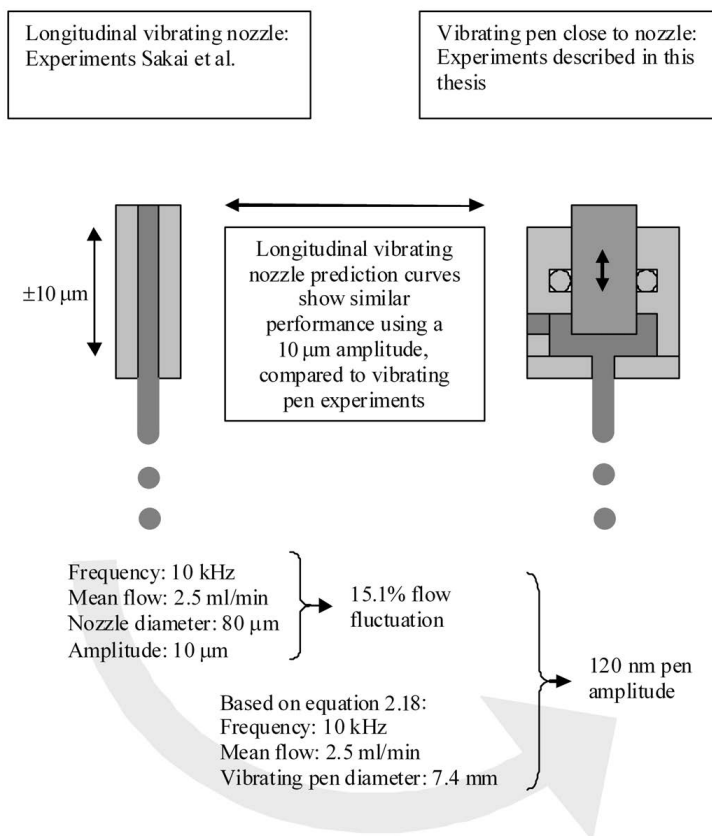 Longitudinal vibrating nozzle:
Experiments Sakai et al.
Vibrating pen close to nozzle:
Experiments described in this
thesis
±10 μm
Longitudinal vibrating
nozzle prediction curves
show similar
performance using a
10 μm amplitude,
compared to vibrating
pen experiments
Frequency: 10 kHz
Mean flow: 2.5 ml/min
Nozzle diameter: 80 μm
Amplitude: 10 μm
15.1% flow
fluctuation
Based on equation 2.18:
Frequency: 10 kHz
Mean flow: 2.5 ml/min
Vibrating pen diameter: 7.4 mm
120 nm pen
amplitude